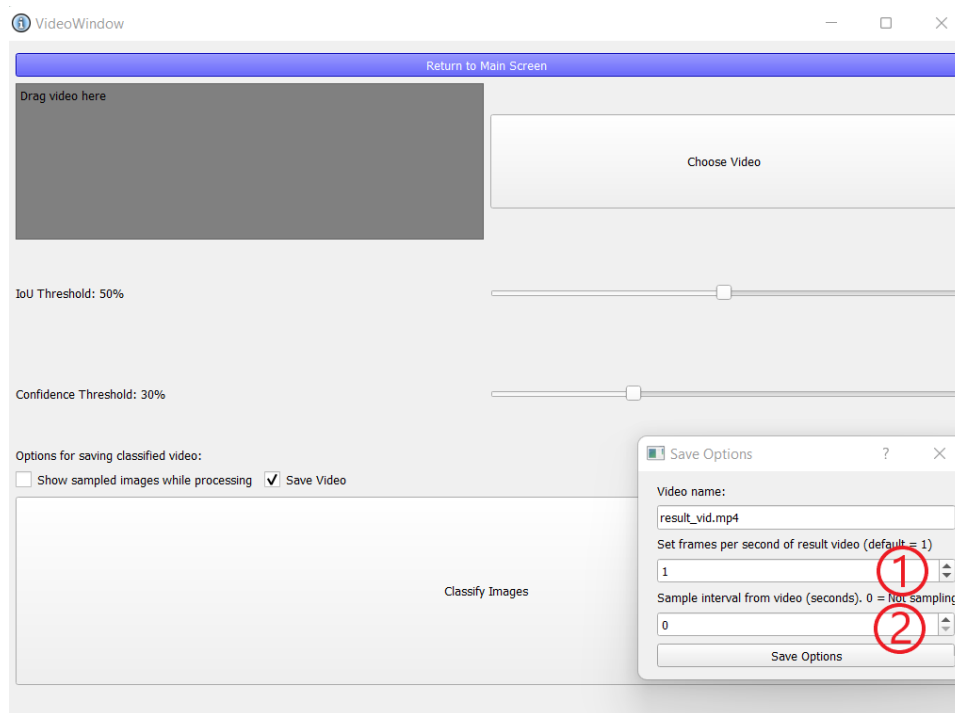 VideoWindow
Return to Main Screen
Drag video here
Choose Video
IoU Threshold: 50%
Confidence Threshold: 30%
Options for saving classified video:
Show sampled images while processing Save Video
Classify Images
Save Options ?
Video name:
result_vid.mp4
Set frames per second of result video (default = 1)
1 1
Sample interval from video (seconds). 0 = Not sampling
0 2
Save Options